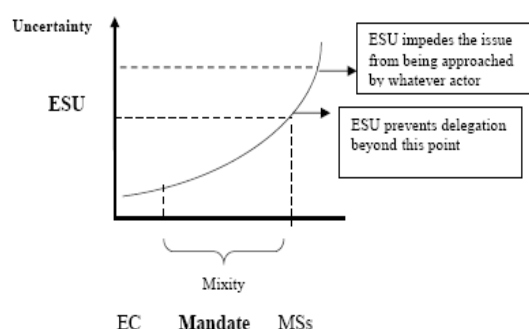 Uncertainty
ESU impedes the issue
from being approached
by whatever actor
ESU
ESU prevents delegation
beyond this point
Mixity
EC Mandate MSs